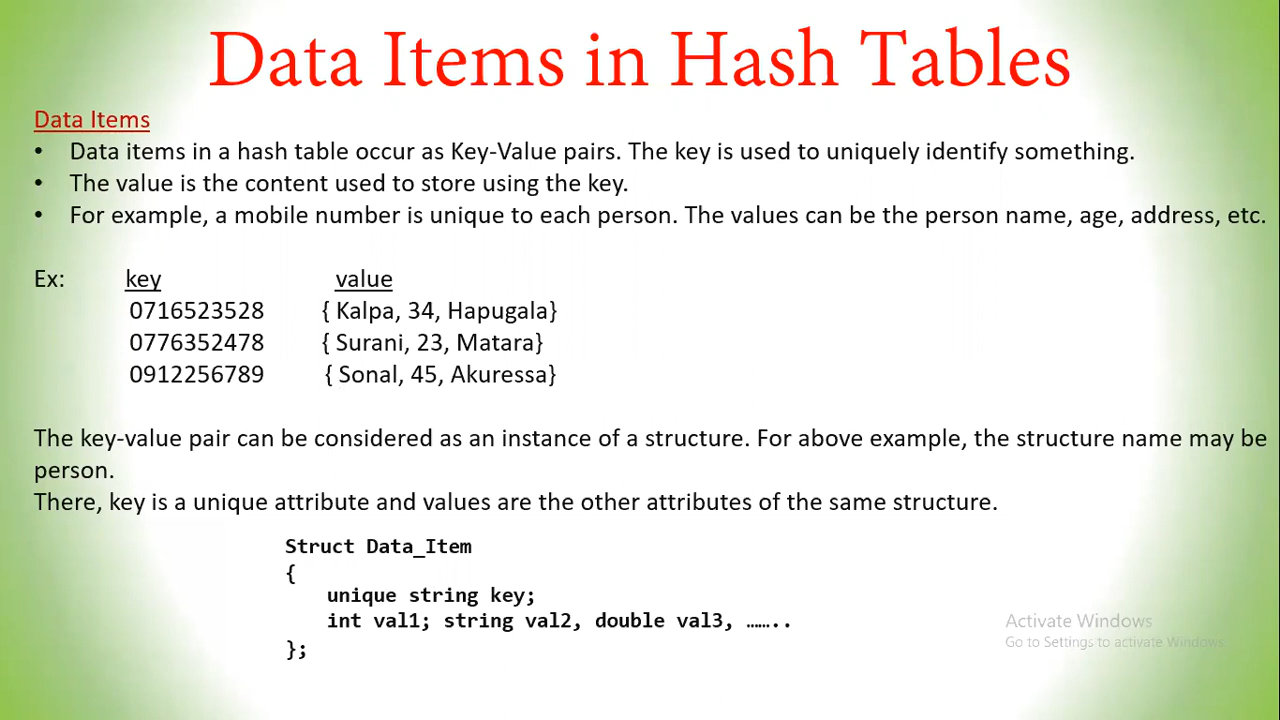 Data Items in Hash Tables
Data Items
• Data items in a hash table occur as Key-Value pairs. The key is used to uniquely identify something.
• The value is the content used to store using the key.
• For example, a mobile number is unique to each person. The values can be the person name, age, address, etc.
Ex: key value
0716523528 { Kalpa, 34, Hapugala}
0776352478 { Surani, 23, Matara}
0912256789 { Sonal, 45, Akuressa}
The key-value pair can be considered as an instance of a structure. For above example, the structure name may be
person.
There, key is a unique attribute and values are the other attributes of the same structure.
Struct Data_Item
{
unique string key;
int val1; string val2, double val3, ……..
};
Activate Windows
Go to Settings to activate Windows.